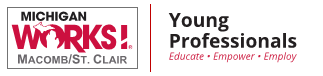 MICHIGAN
WORKS! ®
MACOMB/ST. CLAIR
Young
Professionals
Educate • Empower • Employ